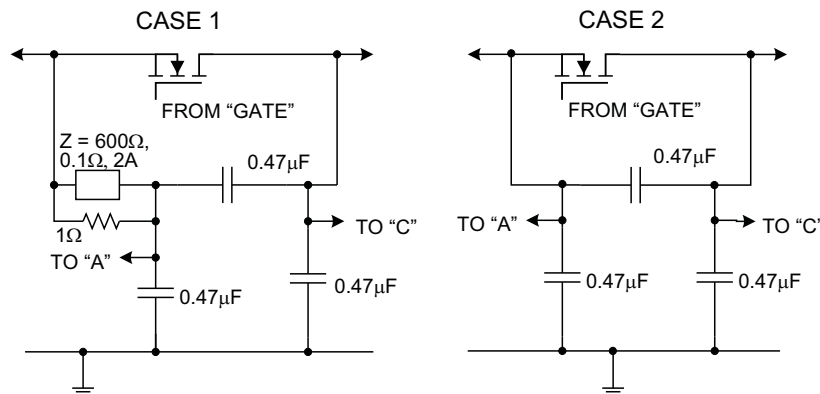 CASE 1
FROM “GATE”
Z = 600Ω,
0.1Ω, 2A
0.47µF
1Ω
TO “A”
TO “C”
0.47µF
0.47µF
CASE 2
FROM “GATE”
0.47µF
TO “A”
TO “C’
0.47µF
0.47µF